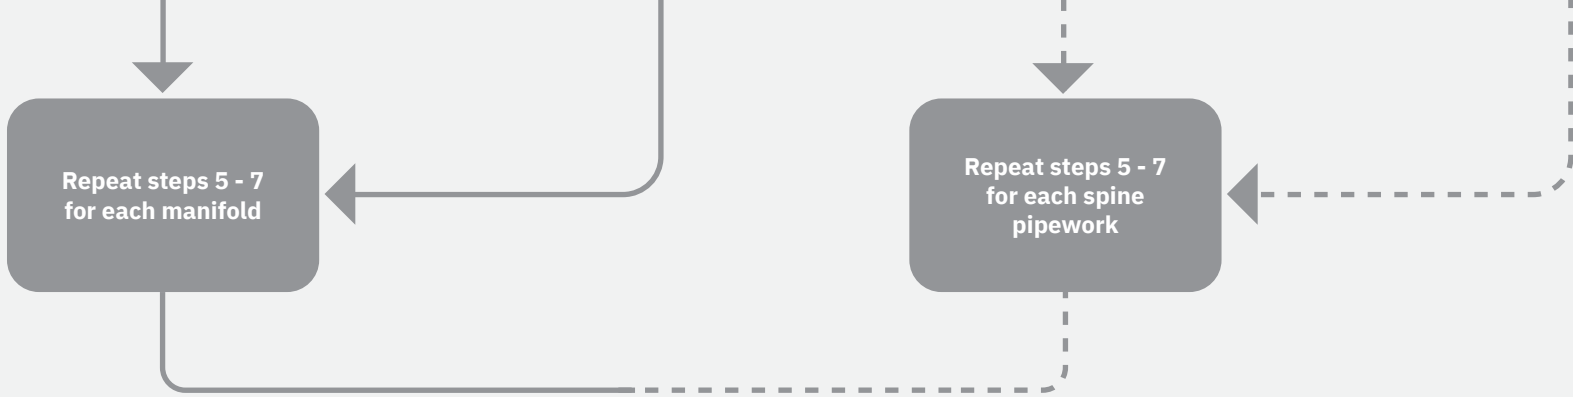 Repeat steps 5 - 7
for each manifold
Repeat steps 5 - 7
for each spine
pipework